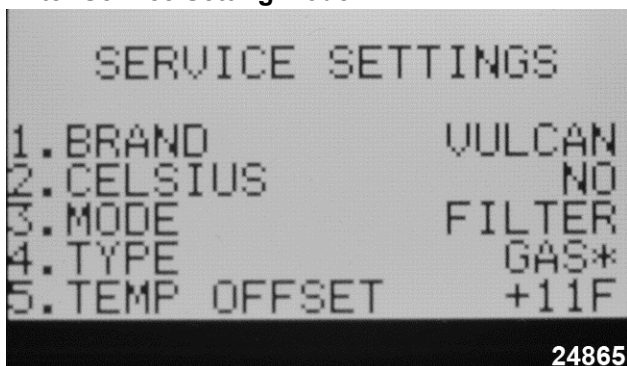 SERVICE SETTINGS
1.BRAND VULCAN
2.CELSIUS NO
3.MODE FILTER
4.TYPE GAS*
5.TEMP OFFSET +11F
24865